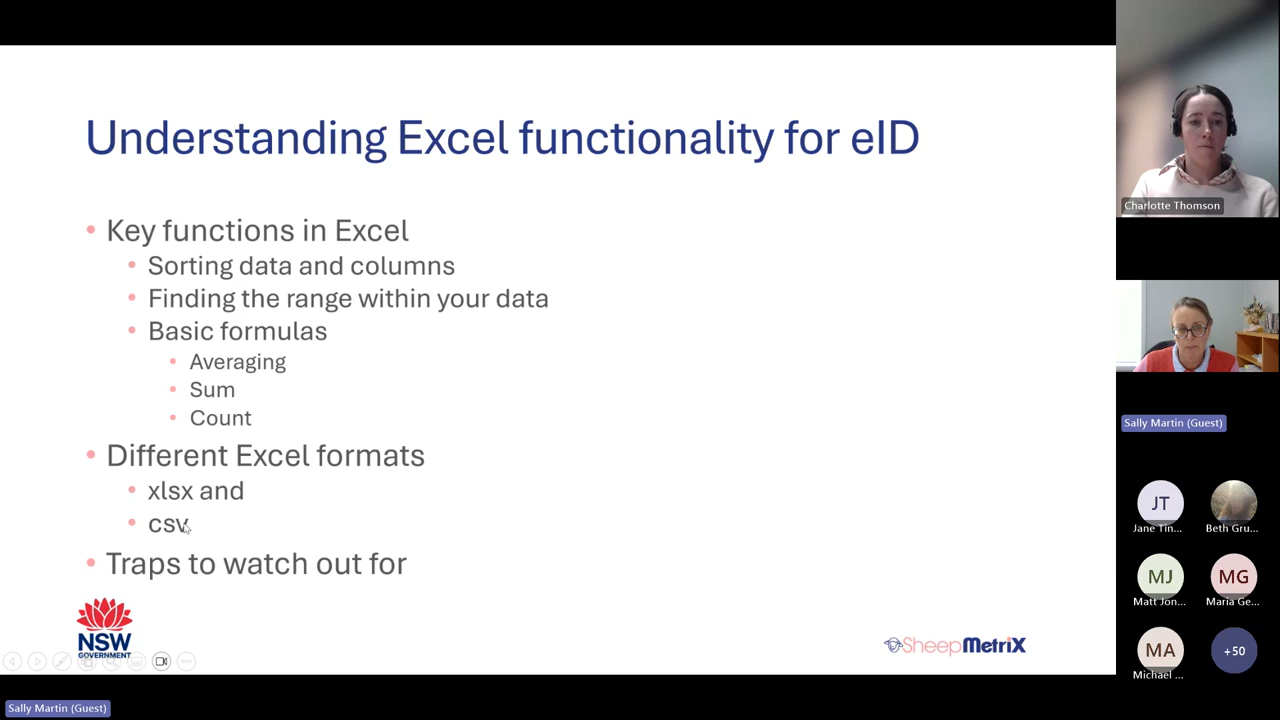 Understanding Excel functionality for eID
• Key functions in Excel
• Sorting data and columns
• Finding the range within your data
• Basic formulas
• Averaging
• Sum
• Count
• Different Excel formats
• xlsx and
• csv
• Traps to watch out for
NSW
GOVERNMENT
SheepMetriX
Charlotte Thomson
Sally Martin (Guest)
JT
Jane Tin...
Beth Gru...
MJ
Matt Jon...
MG
Maria Ge...
MA
Michael ...
+50
Sally Martin (Guest)